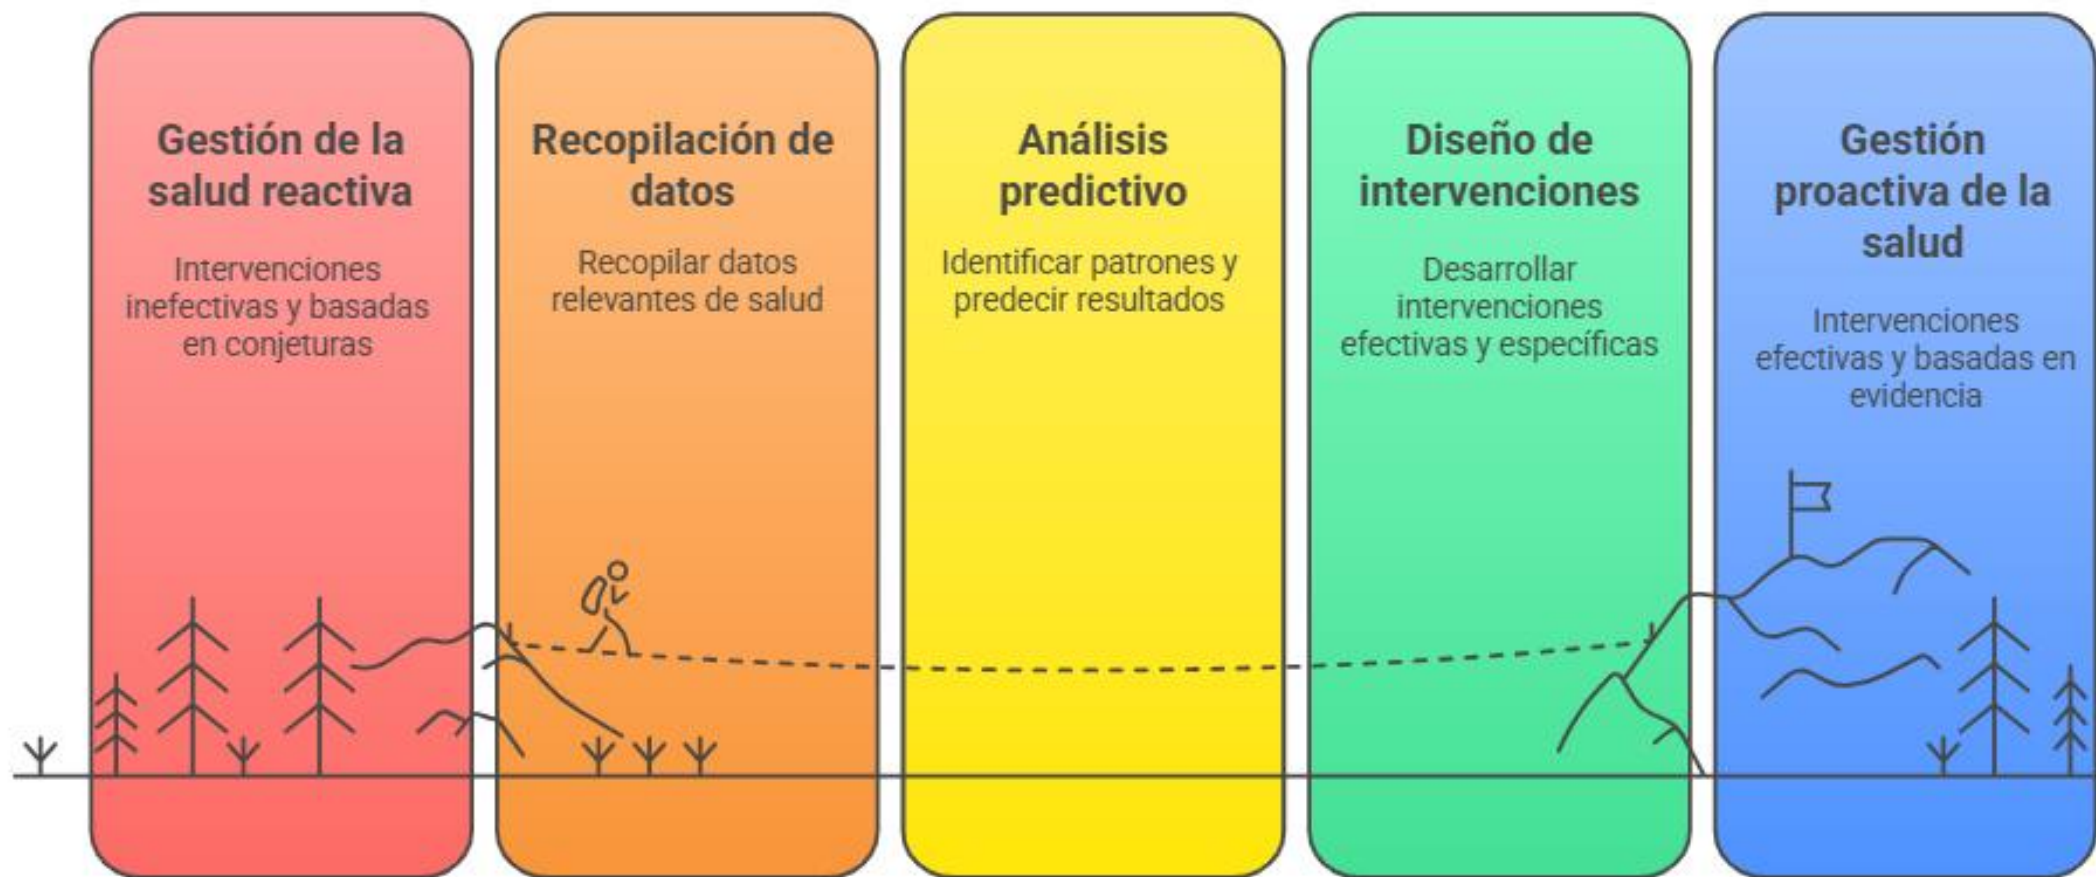 Gestión de la
salud reactiva
Intervenciones
inefectivas y basadas
en conjeturas
Recopilación de
datos
Recopilar datos
relevantes de salud
Análisis
predictivo
Identificar patrones y
predecir resultados
Diseño de
intervenciones
Desarrollar
intervenciones
efectivas y específicas
Gestión
proactiva de la
salud
Intervenciones
efectivas y basadas en
evidencia